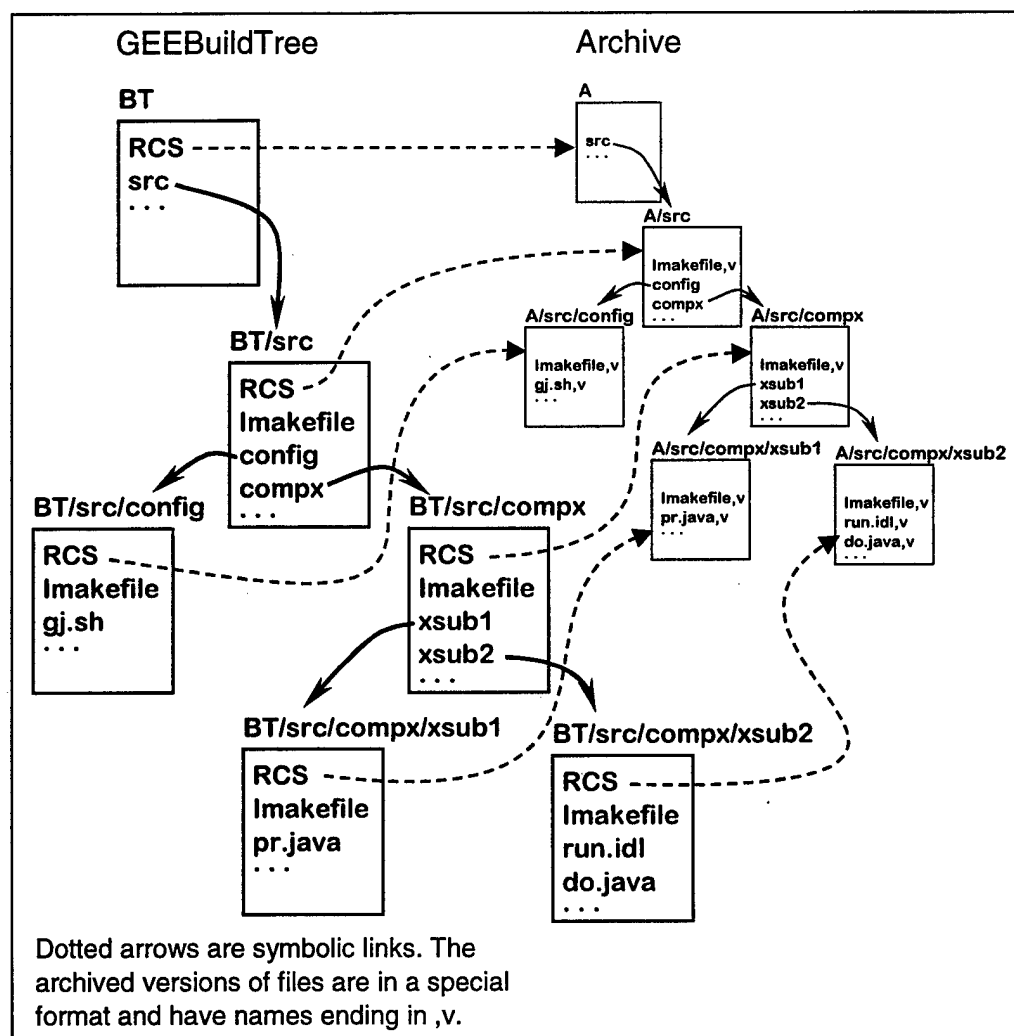 GEEBuildTree
Archive
BT
RCS
src
. . .
A
src
. . .
A/src
Imakefile,v
config
compx
. . .
A/src/config
Imakefile,v
gj.sh,v
. . .
A/src/compx
Imakefile,v
xsub1
xsub2
. . .
A/src/compx/xsub1
Imakefile,v
pr.java,v
. . .
A/src/compx/xsub2
Imakefile,v
run.idl,v
do.java,v
. . .
BT/src
RCS
Imakefile
config
compx
. . .
BT/src/config
RCS
Imakefile
gj.sh
. . .
BT/src/compx
RCS
Imakefile
xsub1
xsub2
. . .
BT/src/compx/xsub1
RCS
Imakefile
pr.java
. . .
BT/src/compx/xsub2
RCS
Imakefile
run.idl
do.java
. . .
Dotted arrows are symbolic links. The
archived versions of files are in a special
format and have names ending in ,v.